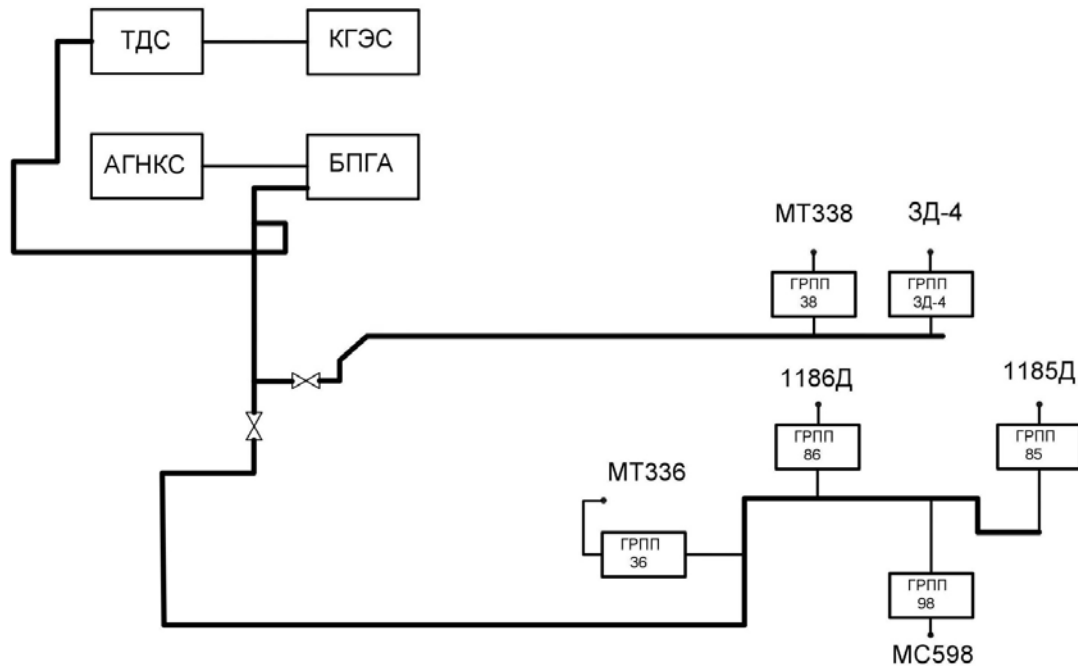 ТДС
КГЭС
АГНКС
БПГА
МТ338
ЗД-4
ГРПП
38
ГРПП
ЗД-4
1186Д
1185Д
ГРПП
86
ГРПП
85
МТ336
ГРПП
36
ГРПП
98
МС598